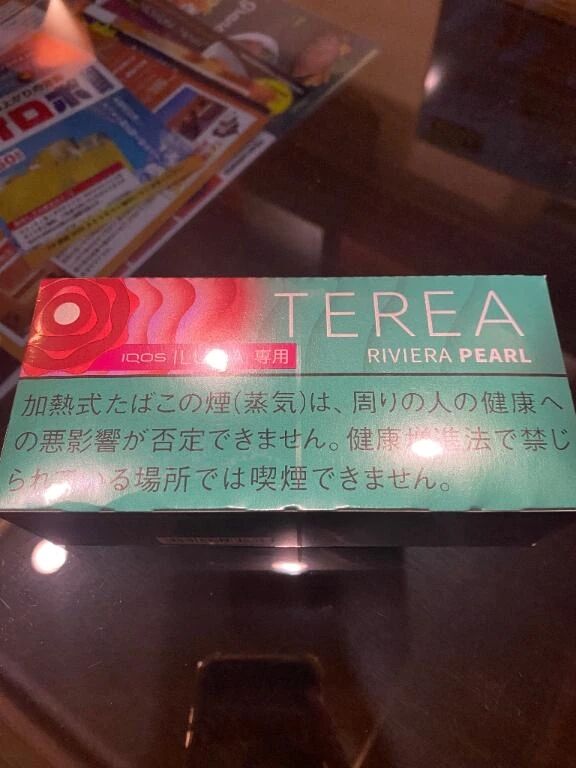 TEREA
IQOS ILUMA 専用
RIVIERA PEARL
加熱式たばこの煙(蒸気)は、周りの人の健康へ
の悪影響が否定できません。健康増進法で禁じ
られている場所では喫煙できません。